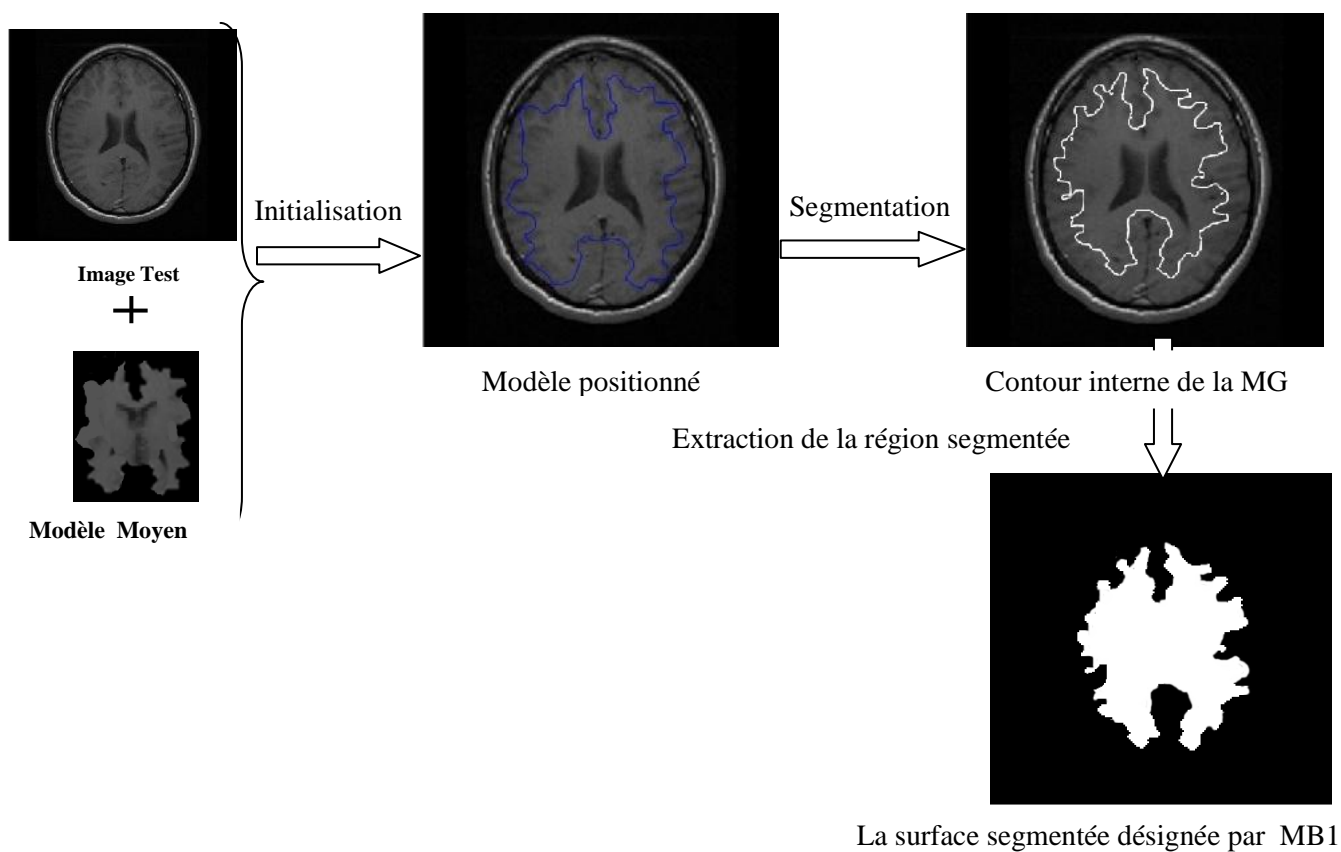 Image Test
+
Modèle Moyen
Initialisation
Modèle positionné
Segmentation
Contour interne de la MG
Extraction de la région segmentée
La surface segmentée désignée par MB1